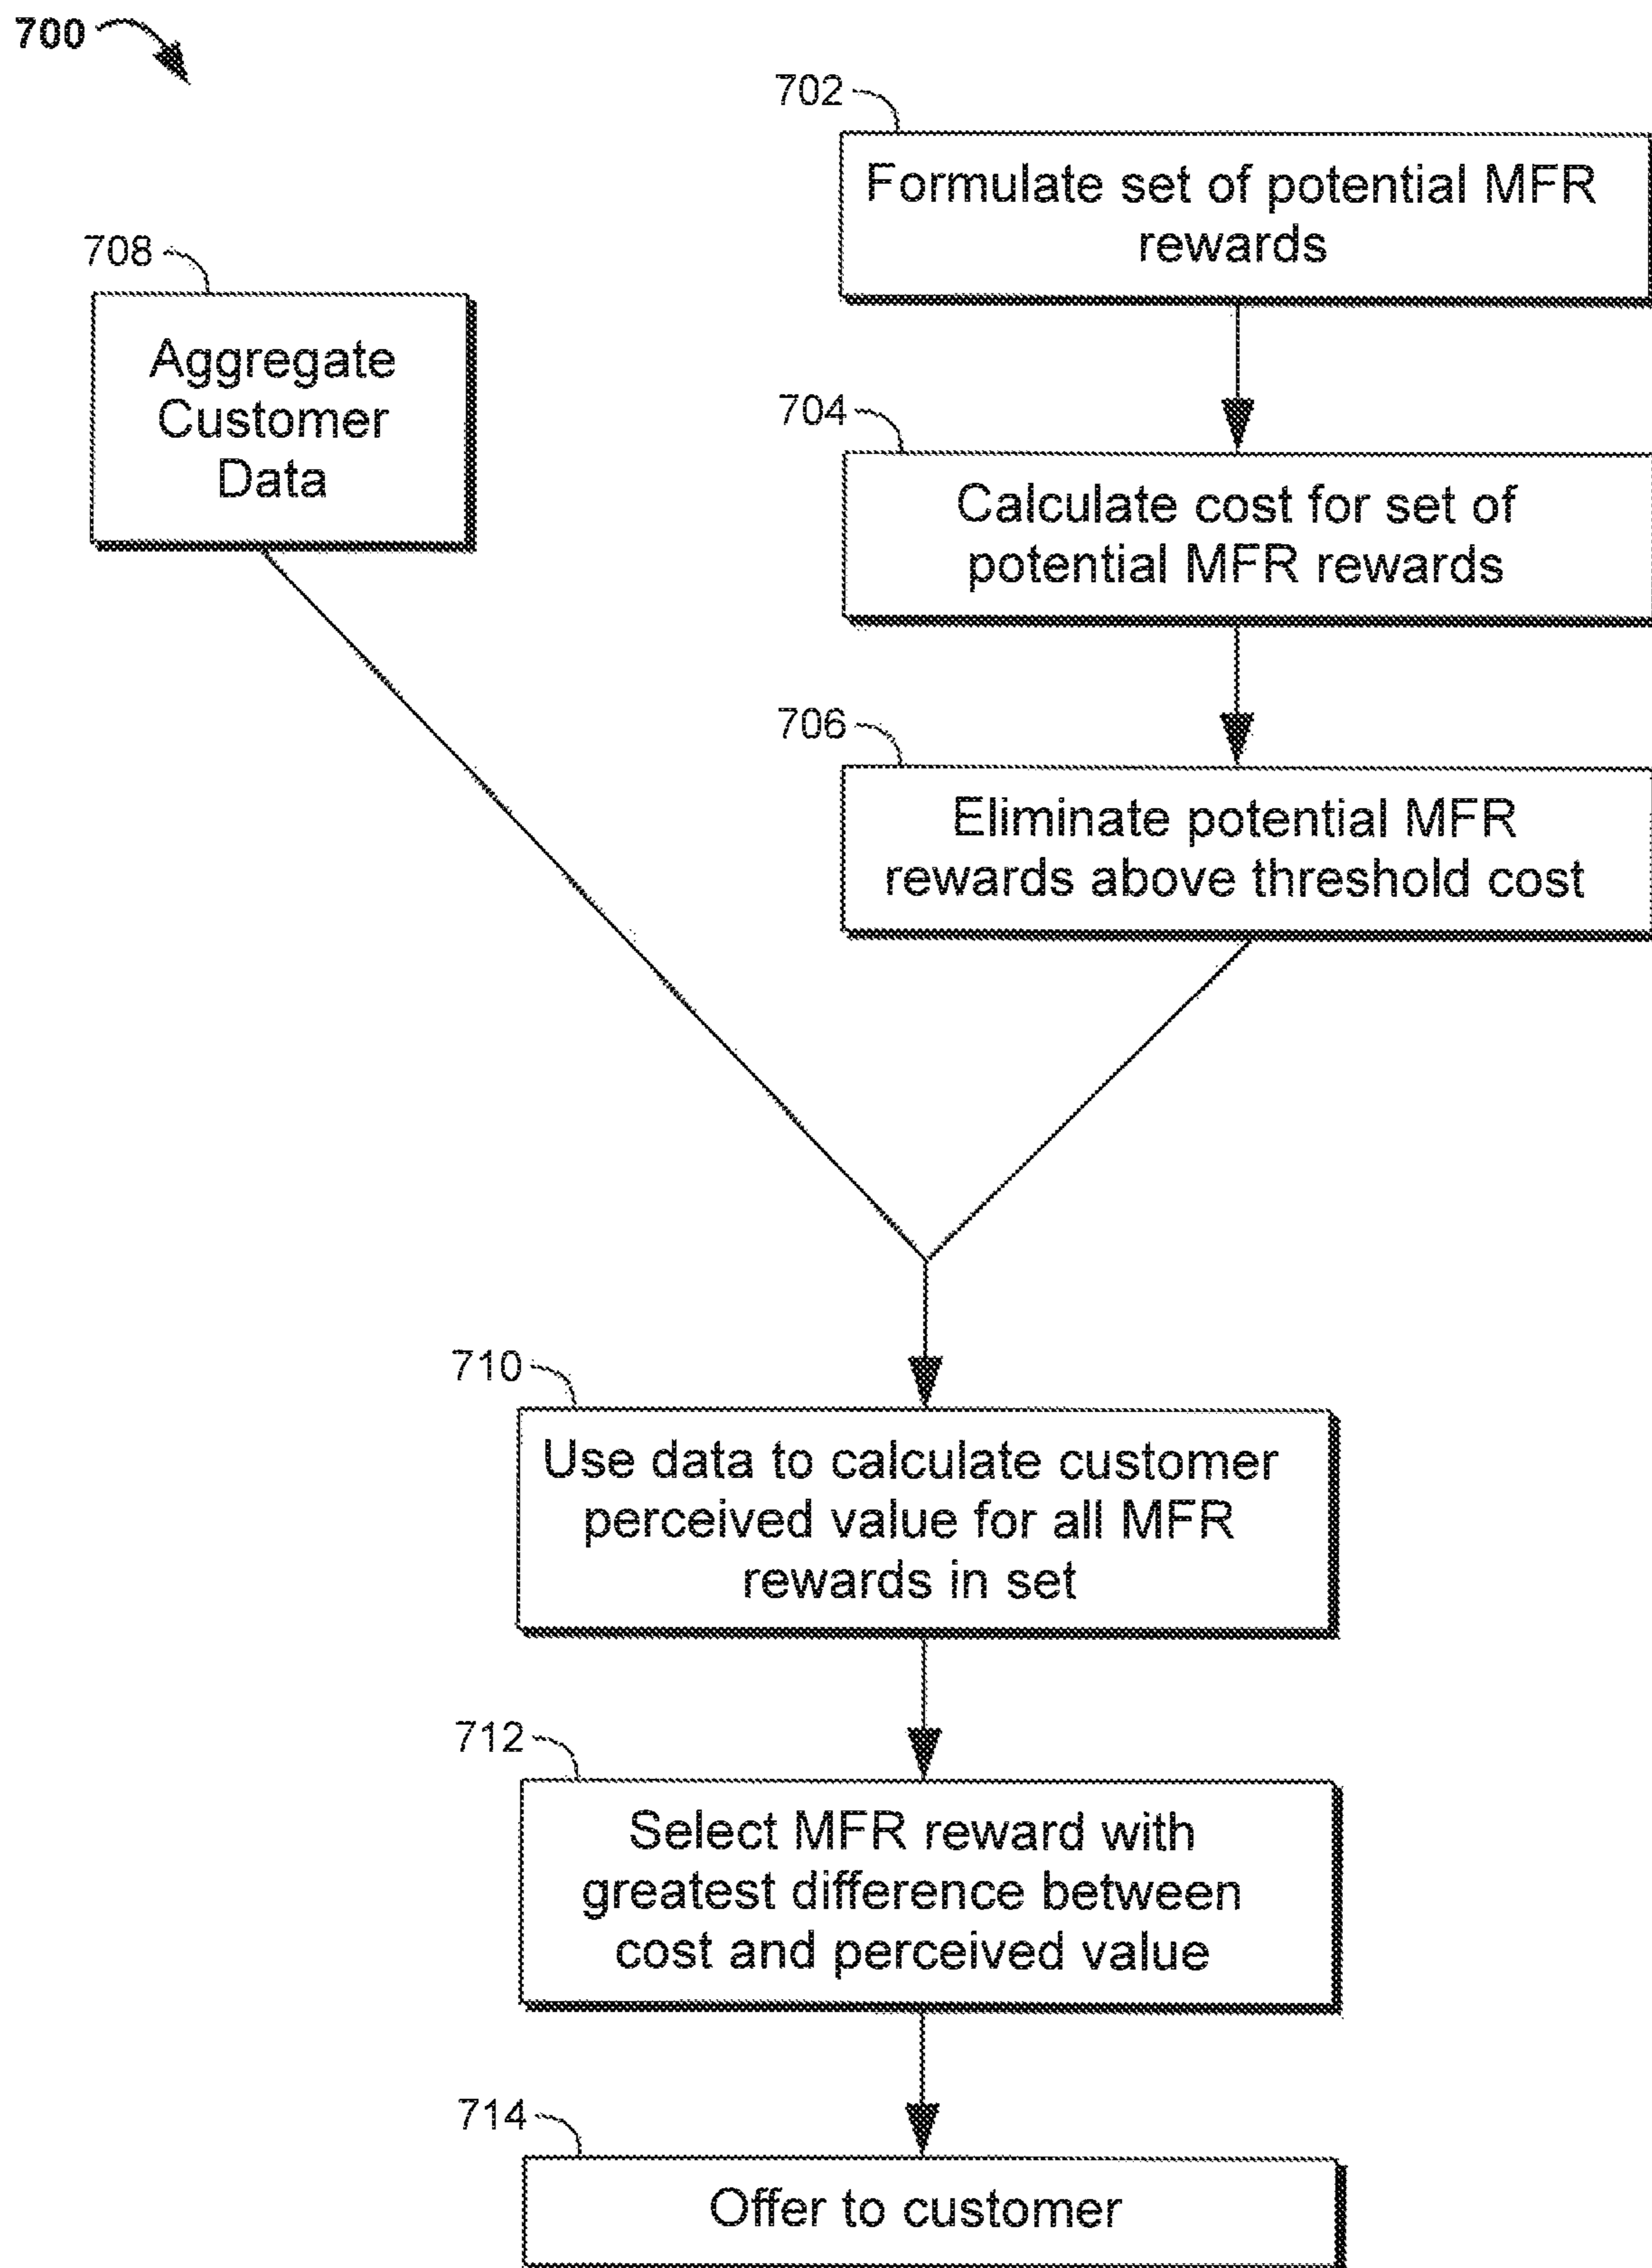 700
702
Formulate set of potential MFR
rewards
708
Aggregate
Customer
Data
704
Calculate cost for set of
potential MFR rewards
706
Eliminate potential MFR
rewards above threshold cost
710
Use data to calculate customer
perceived value for all MFR
rewards in set
712
Select MFR reward with
greatest difference between
cost and perceived value
714
Offer to customer